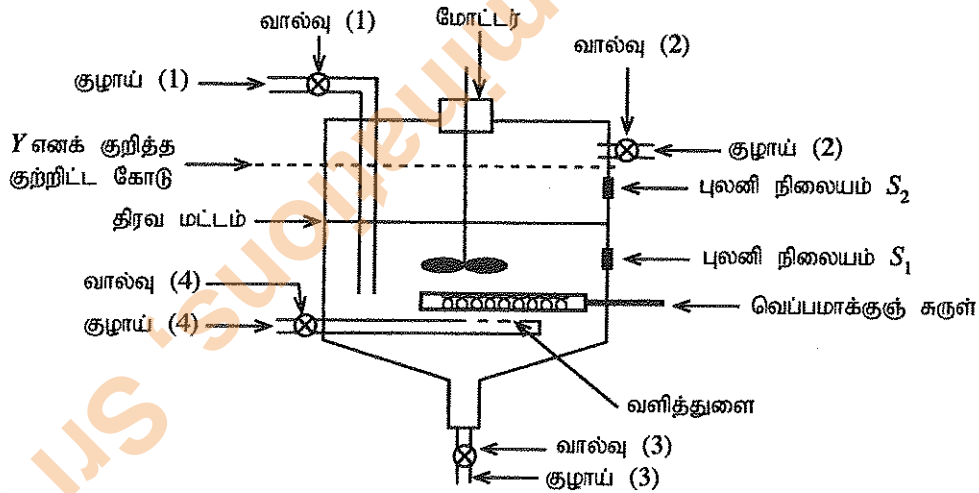 வால்வு (1)
மோட்டர்
வால்வு (2)
குழாய் (1)
Y எனக் குறித்த
குற்றிட்ட கோடு
குழாய் (2)
புலனி நிலையம் S₂
திரவ மட்டம்
புலனி நிலையம் S₁
வால்வு (4)
வெப்பமாக்குஞ் சுருள்
குழாய் (4)
வளித்துளை
வால்வு (3)
குழாய் (3)